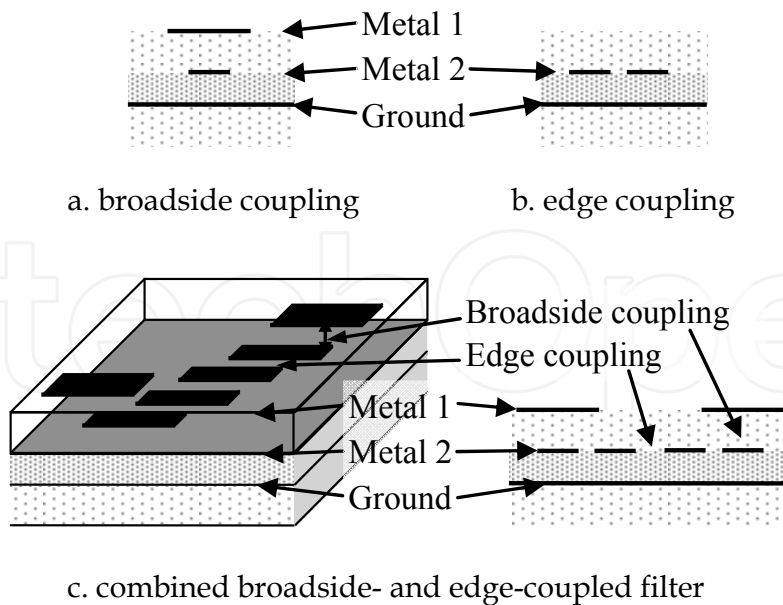 Metal 1
Metal 2
Ground
a. broadside coupling
b. edge coupling
Broadside coupling
Edge coupling
Metal 1
Metal 2
Ground
c. combined broadside- and edge-coupled filter